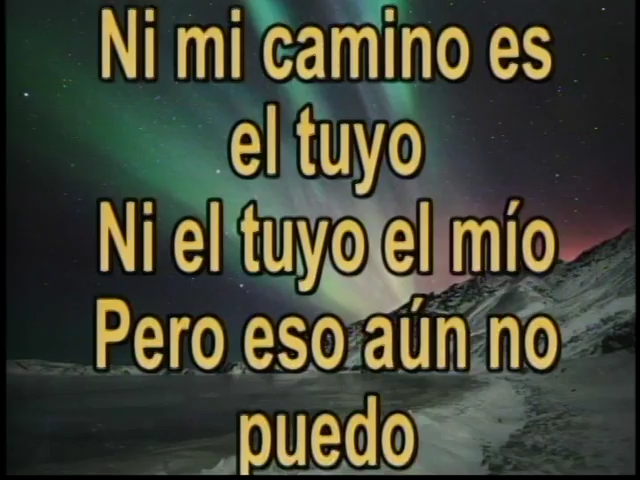 Ni mi camino es
el tuyo
Ni el tuyo el mío
Pero eso aún no
puedo